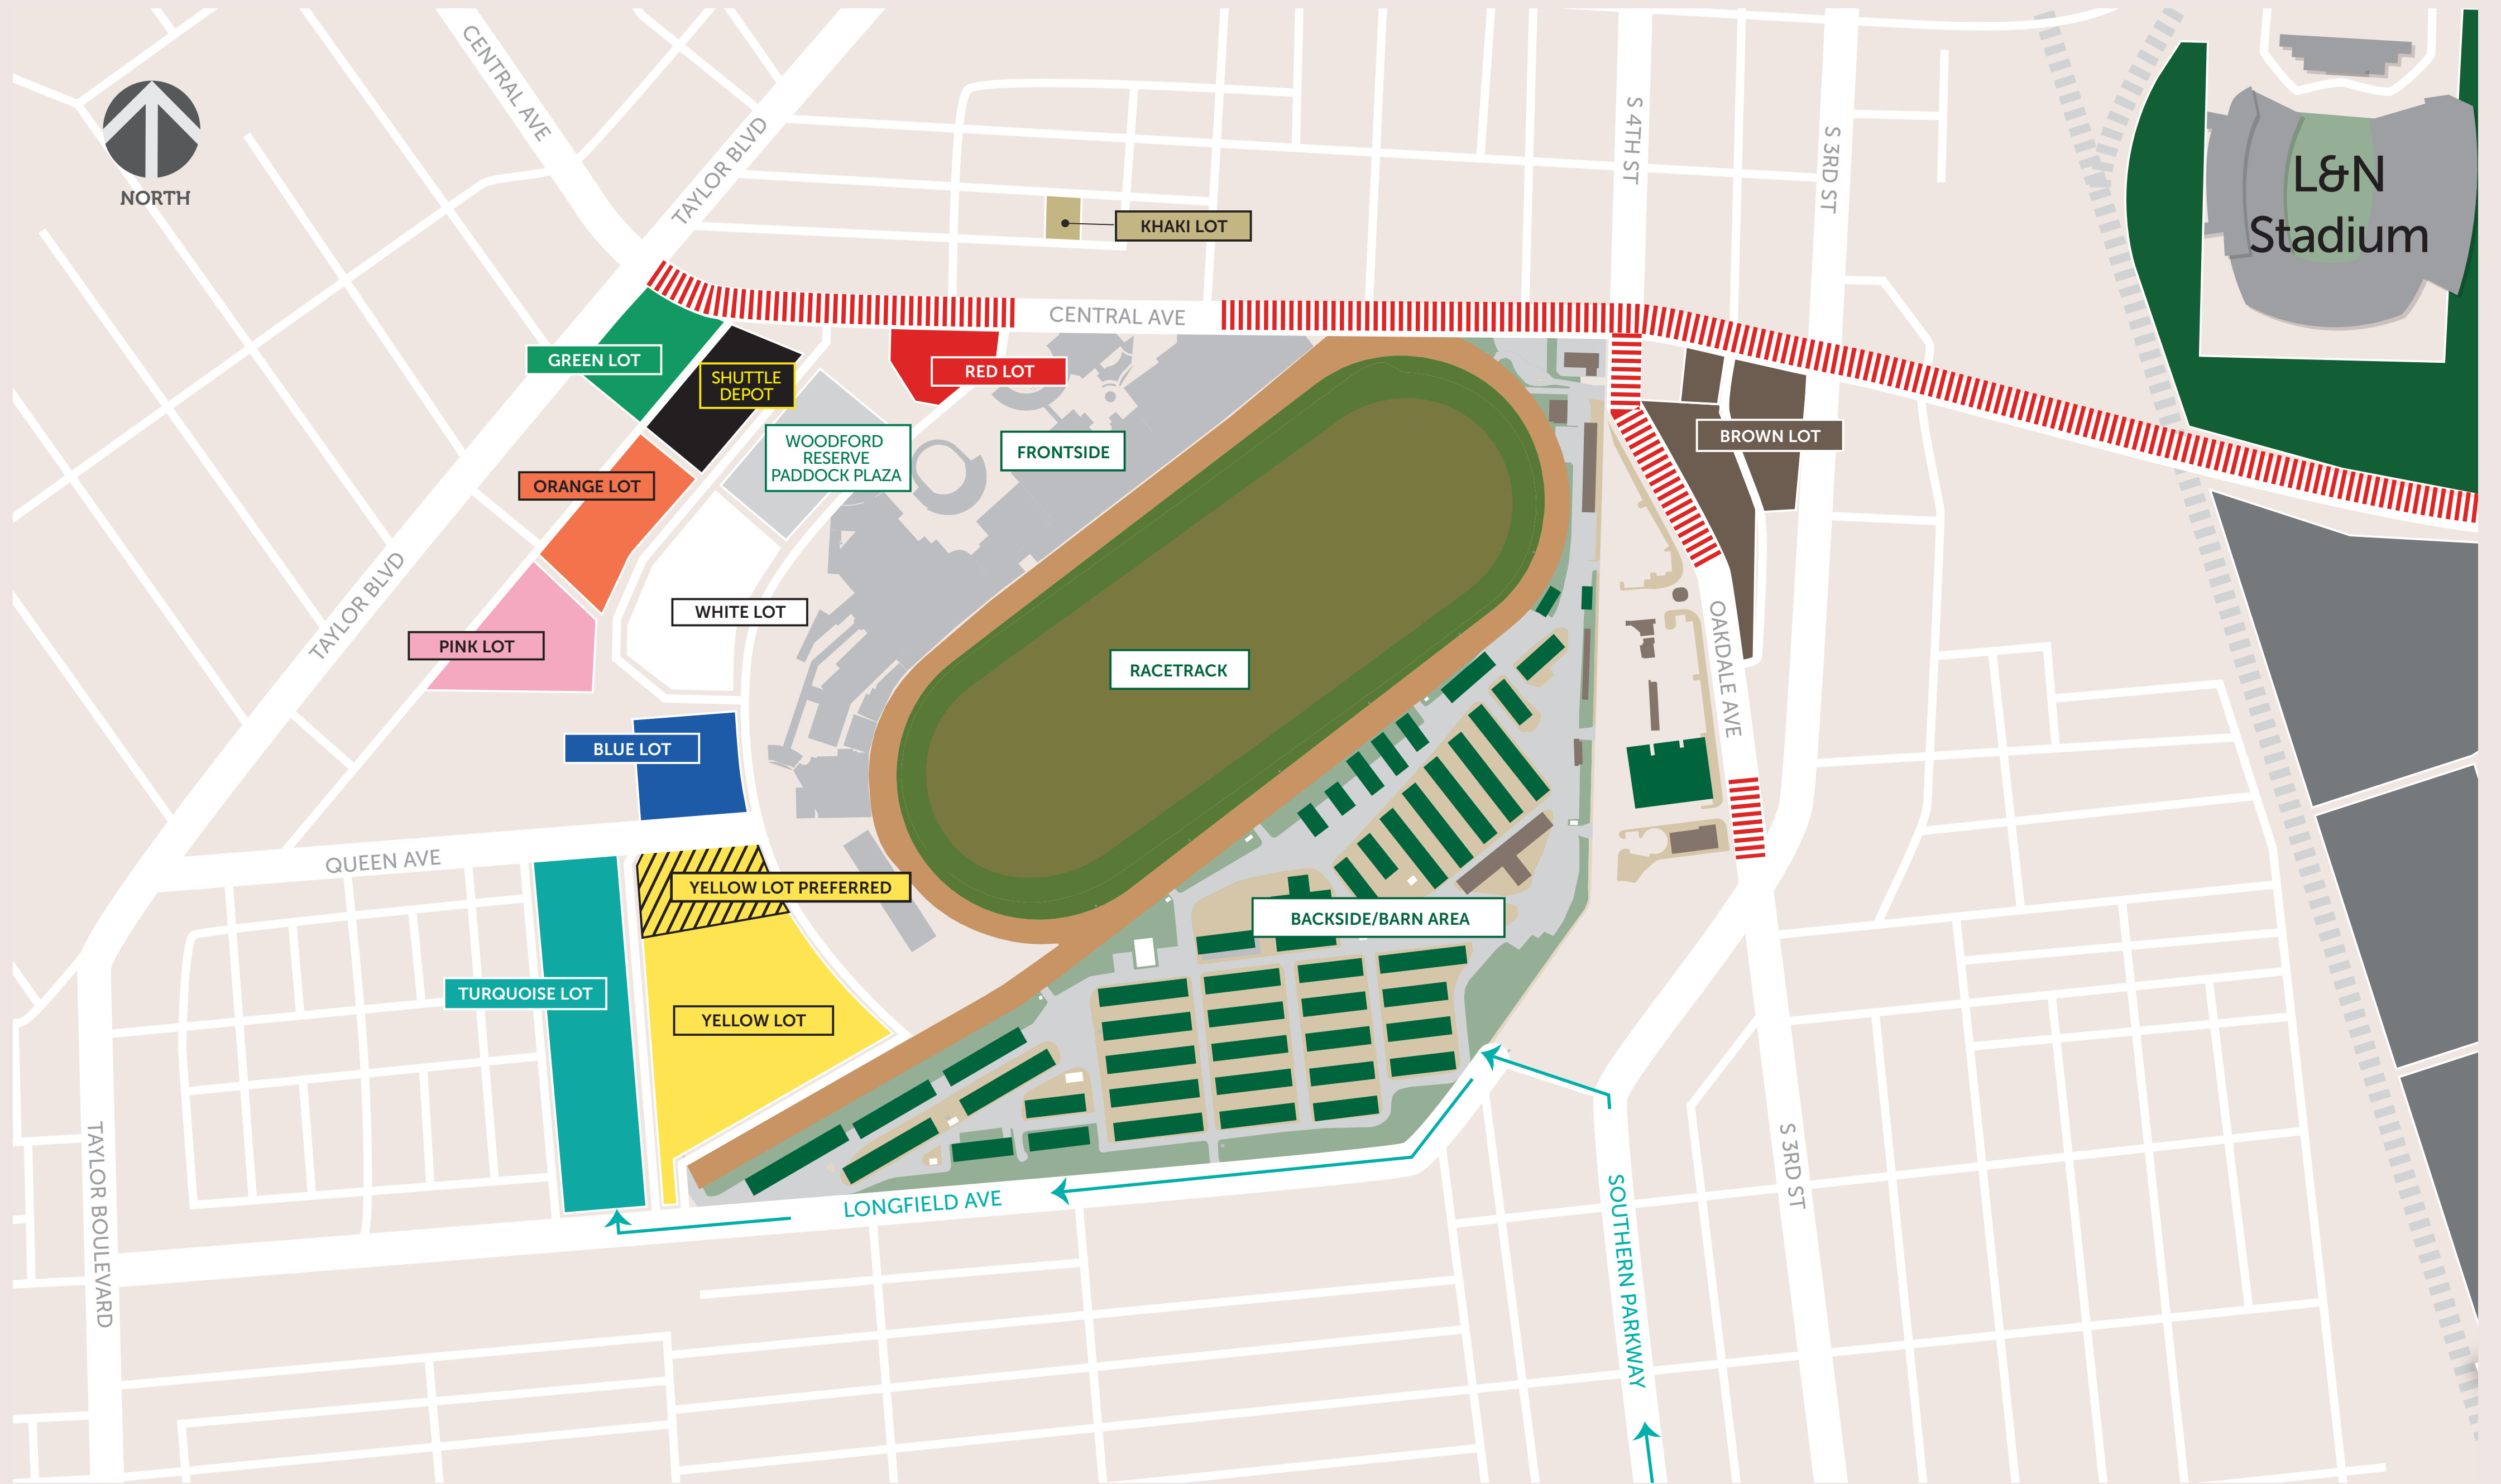 CENTRAL AVE
TAYLOR BLVD
S 4TH ST
S 3RD ST
L&N
Stadium
NORTH
KHAKI LOT
CENTRAL AVE
GREEN LOT
SHUTTLE
DEPOT
RED LOT
BROWN LOT
WOODFORD
RESERVE
PADDOCK PLAZA
FRONTSIDE
ORANGE LOT
TAYLOR BLVD
WHITE LOT
PINK LOT
RACETRACK
OAKDALE AVE
BLUE LOT
QUEEN AVE
YELLOW LOT PREFERRED
BACKSIDE/BARN AREA
TURQUOISE LOT
YELLOW LOT
TAYLOR BOULEVARD
LONGFIELD AVE
SOUTHERN PARKWAY
S 3RD ST